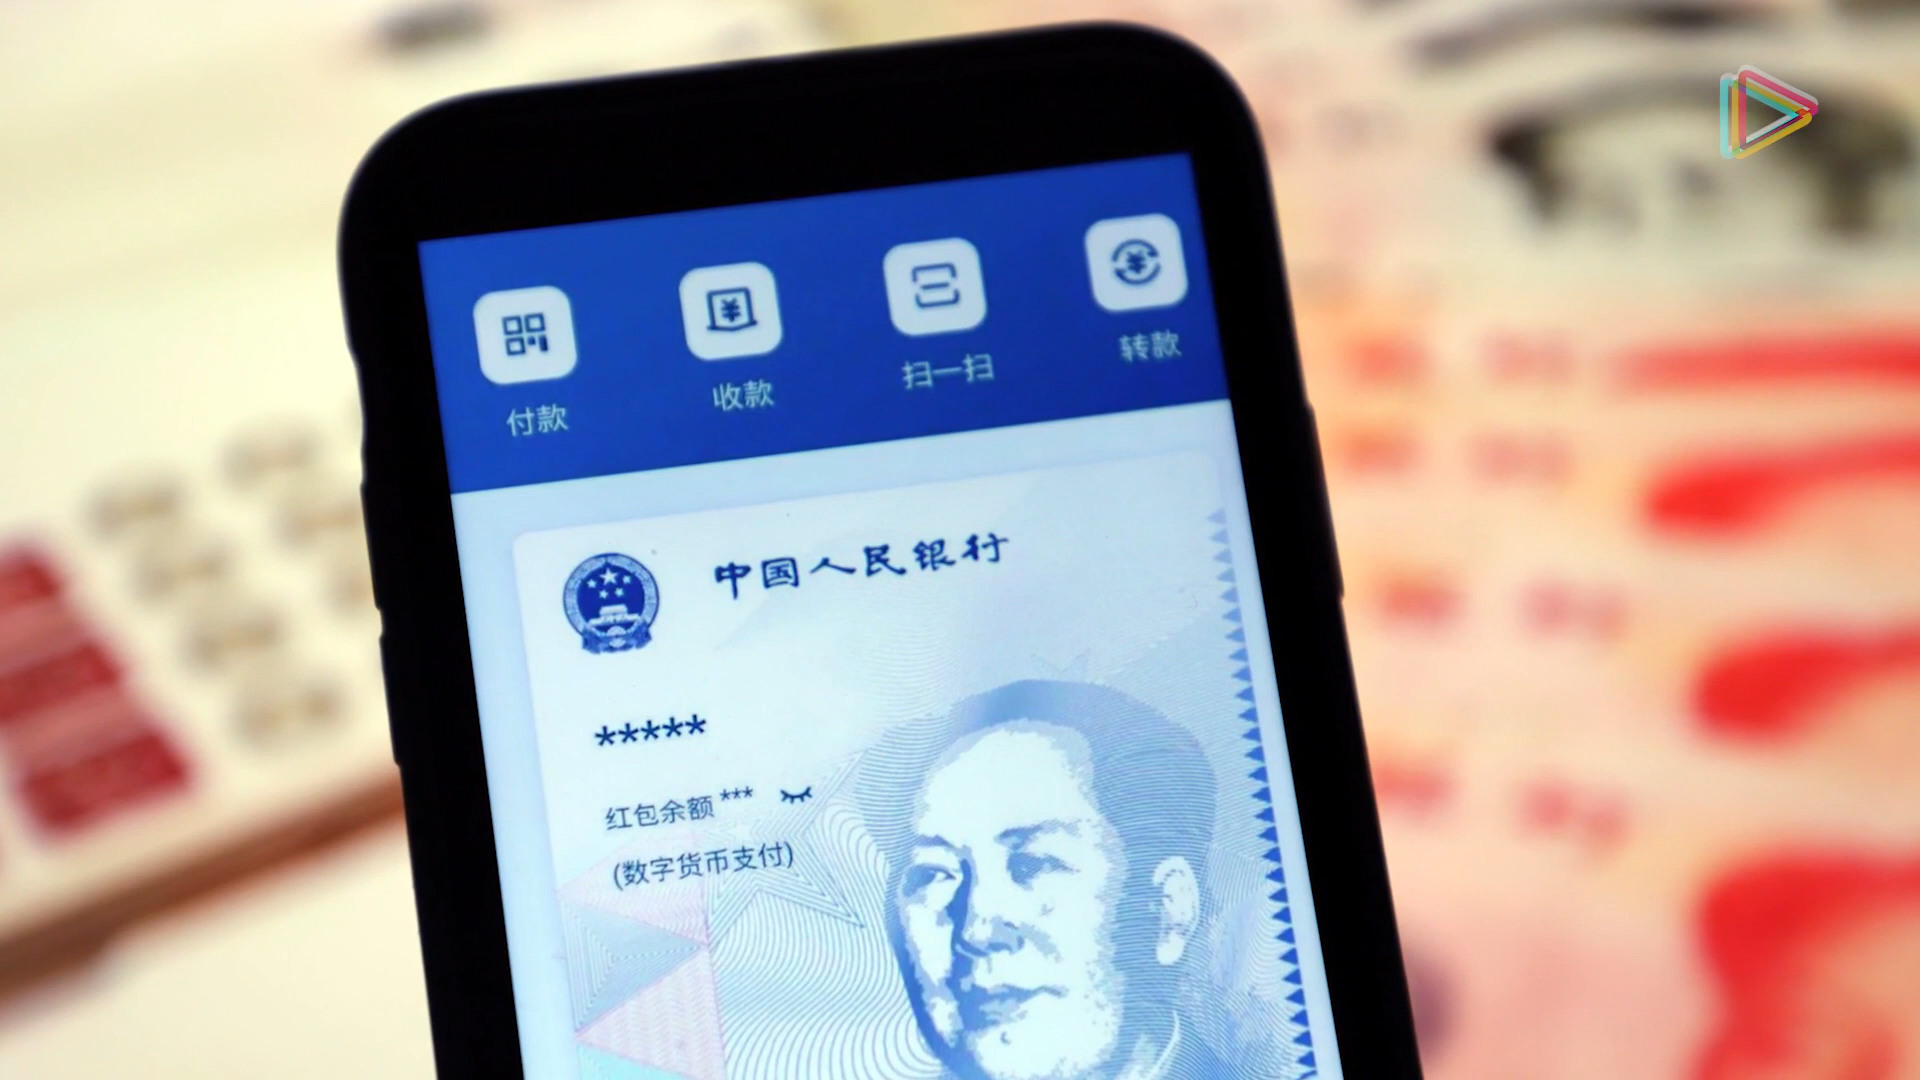 付款
收款
扫一扫
转款
中国人民银行
*****
红包余额 ***
(数字货币支付)